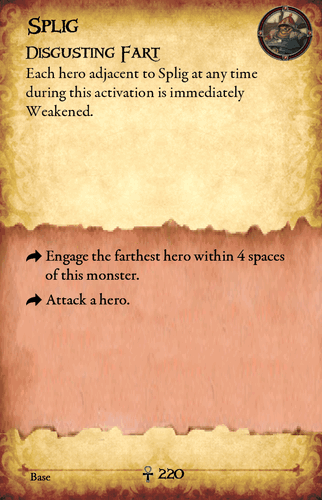 Splig
Disgusting Fart
Each hero adjacent to Splig at any time
during this activation is immediately
Weakened.
Engage the farthest hero within 4 spaces
of this monster.
Attack a hero.
Base
220